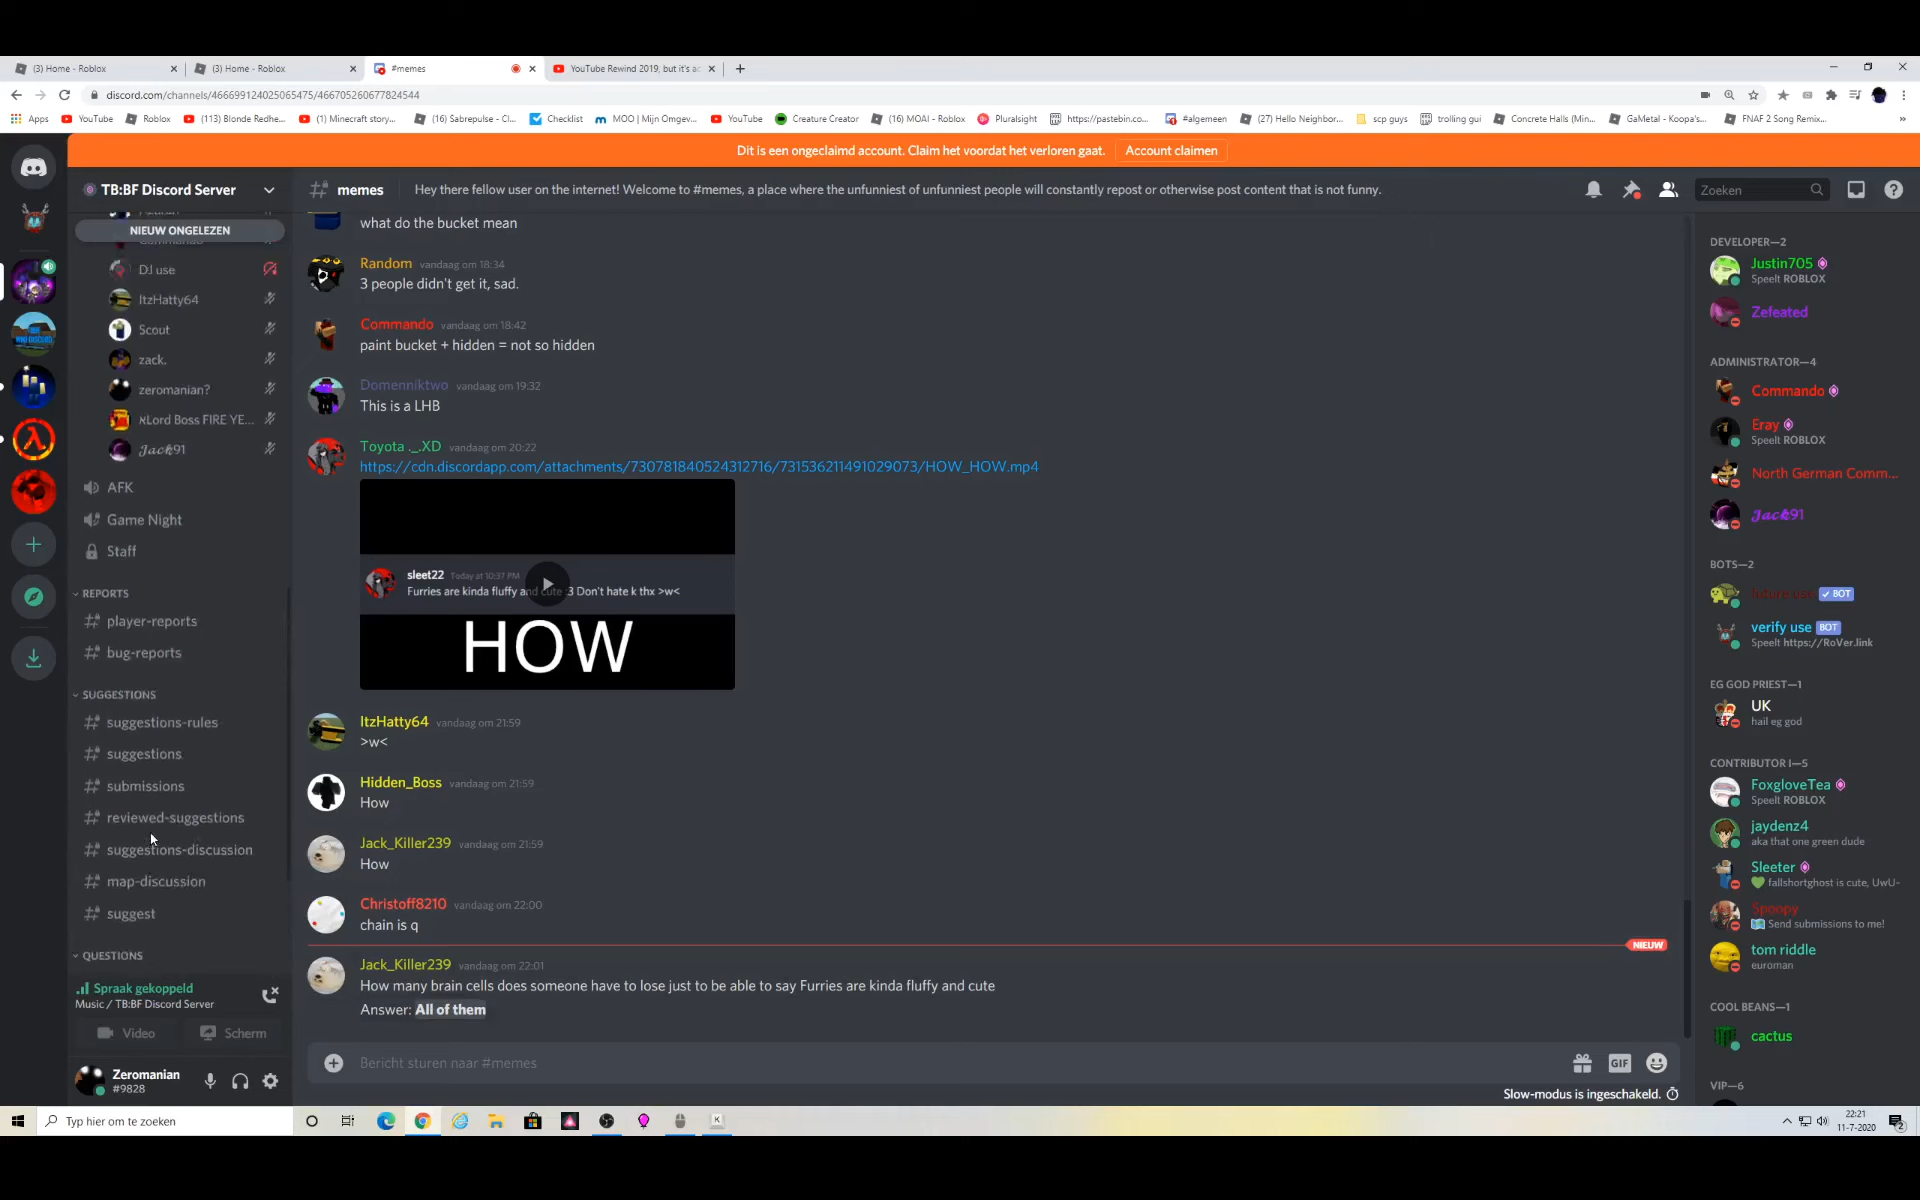 (3) Home - Roblox
(3) Home - Roblox
#memes
YouTube Rewind 2019, but it's ac
discord.com/channels/466699124025065475/466705260677824544
Apps
YouTube
Roblox
(113) Blonde Redhe...
(1) Minecraft story...
(16) Sabrepulse - Cl...
Checklist
MOO | Mijn Omgev...
YouTube
Creature Creator
(16) MOAI - Roblox
Pluralsight
https://pastebin.co...
#algemeen
(27) Hello Neighbor...
scp guys
trolling gui
Concrete Halls (Min...
GaMetal - Koopa's...
FNAF 2 Song Remix...
Dit is een ongeclaimd account. Claim het voordat het verloren gaat.
Account claimen
TB:BF Discord Server
memes
Hey there fellow user on the internet! Welcome to #memes, a place where the unfunniest of unfunniest people will constantly repost or otherwise post content that is not funny.
Zoeken
NIEUW ONGELEZEN
Commando
DJ use
ItzHatty64
Scout
zack.
zeromanian?
xLord Boss FIRE YE...
Jack91
AFK
Game Night
Staff
REPORTS
player-reports
bug-reports
SUGGESTIONS
suggestions-rules
suggestions
submissions
reviewed-suggestions
suggestions-discussion
map-discussion
suggest
QUESTIONS
Spraak gekoppeld
Music / TB:BF Discord Server
Video
Scherm
Zeromanian
#9828
what do the bucket mean
Random vandaag om 18:34
3 people didn't get it, sad.
Commando vandaag om 18:42
paint bucket + hidden = not so hidden
Domenniktwo vandaag om 19:32
This is a LHB
Toyota ._.XD vandaag om 20:22
https://cdn.discordapp.com/attachments/730781840524312716/731536211491029073/HOW_HOW.mp4
sleet22 Today at 10:37 PM
Furries are kinda fluffy and cute :3 Don't hate k thx >w<
HOW
ItzHatty64 vandaag om 21:59
>w<
Hidden_Boss vandaag om 21:59
How
Jack_Killer239 vandaag om 21:59
How
Christoff8210 vandaag om 22:00
chain is q
NIEUW
Jack_Killer239 vandaag om 22:01
How many brain cells does someone have to lose just to be able to say Furries are kinda fluffy and cute
Answer: All of them
Bericht sturen naar #memes
GIF
Slow-modus is ingeschakeld.
DEVELOPER—2
Justin705
Speelt ROBLOX
Zefeated
ADMINISTRATOR—4
Commando
Eray
Speelt ROBLOX
North German Comm...
Jack91
BOTS—2
BOT
verify use BOT
Speelt https://RoVer.link
EG GOD PRIEST—1
UK
hail eg god
CONTRIBUTOR I—5
FoxgloveTea
Speelt ROBLOX
jaydenz4
aka that one green dude
Sleeter
fallshortghost is cute, UwU-
Spoopy
Send submissions to me!
tom riddle
euroman
COOL BEANS—1
cactus
VIP—6
Typ hier om te zoeken
22:21
11-7-2020
2